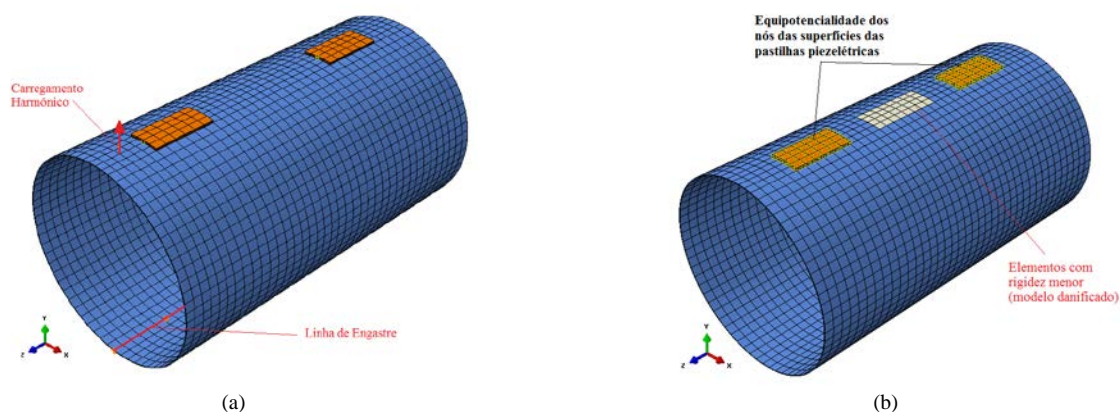 Carregamento
Harmônico
Linha de Engastre
Y
Z
X
(a)
Equipotencialidade dos
nós das superfícies das
pastilhas piezelétricas
Elementos com
rigidez menor
(modelo danificado)
Y
Z
X
(b)